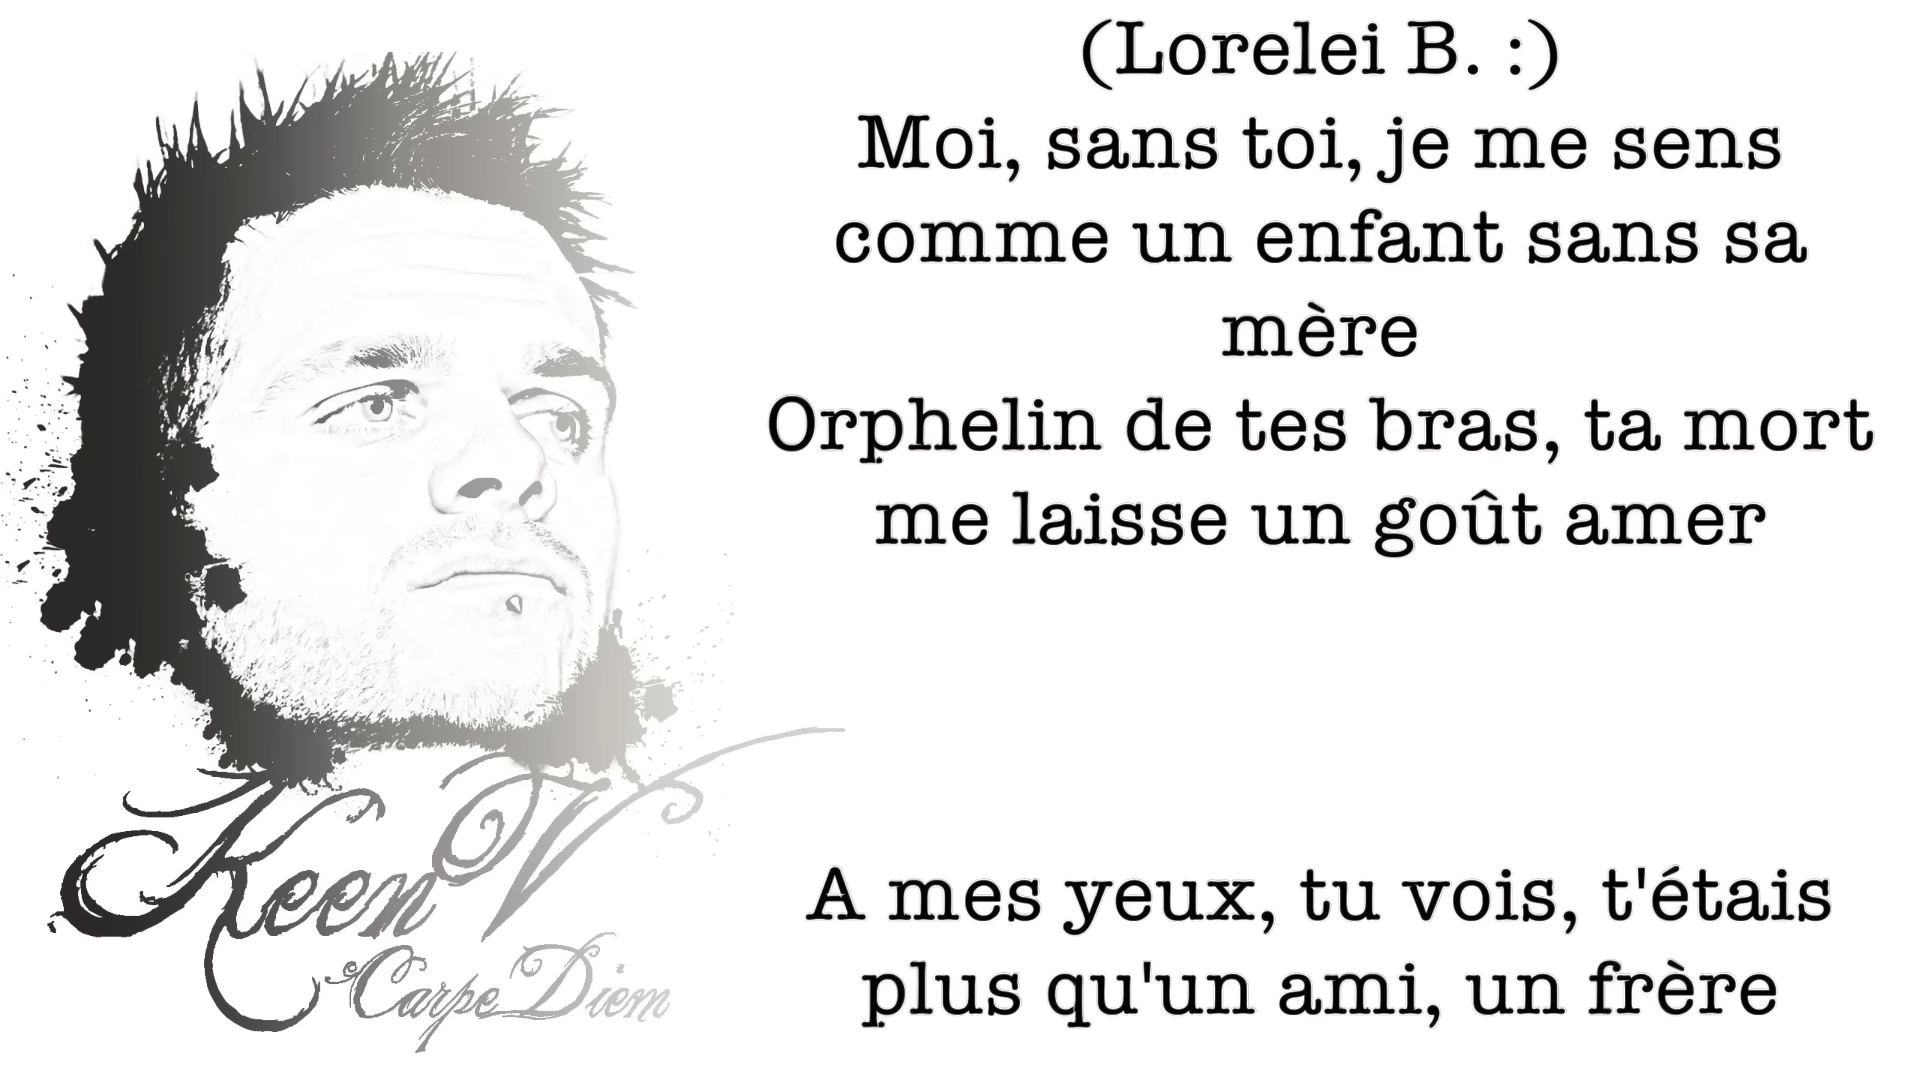 (Lorelei B. :)
Moi, sans toi, je me sens
comme un enfant sans sa
mère
Orphelin de tes bras, ta mort
me laisse un goût amer
A mes yeux, tu vois, t'étais
plus qu'un ami, un frère
Keen V
Carpe Diem